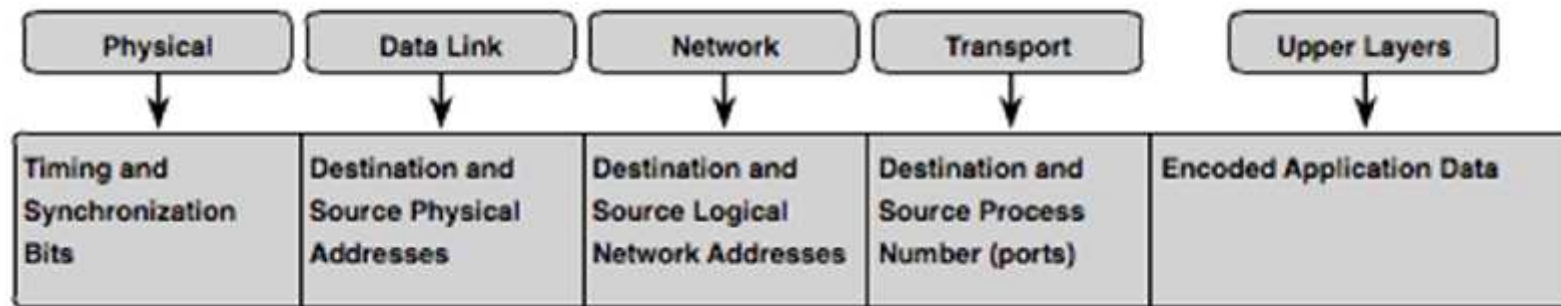 Physical
Data Link
Network
Transport
Upper Layers
Timing and
Synchronization
Bits
Destination and
Source Physical
Addresses
Destination and
Source Logical
Network Addresses
Destination and
Source Process
Number (ports)
Encoded Application Data